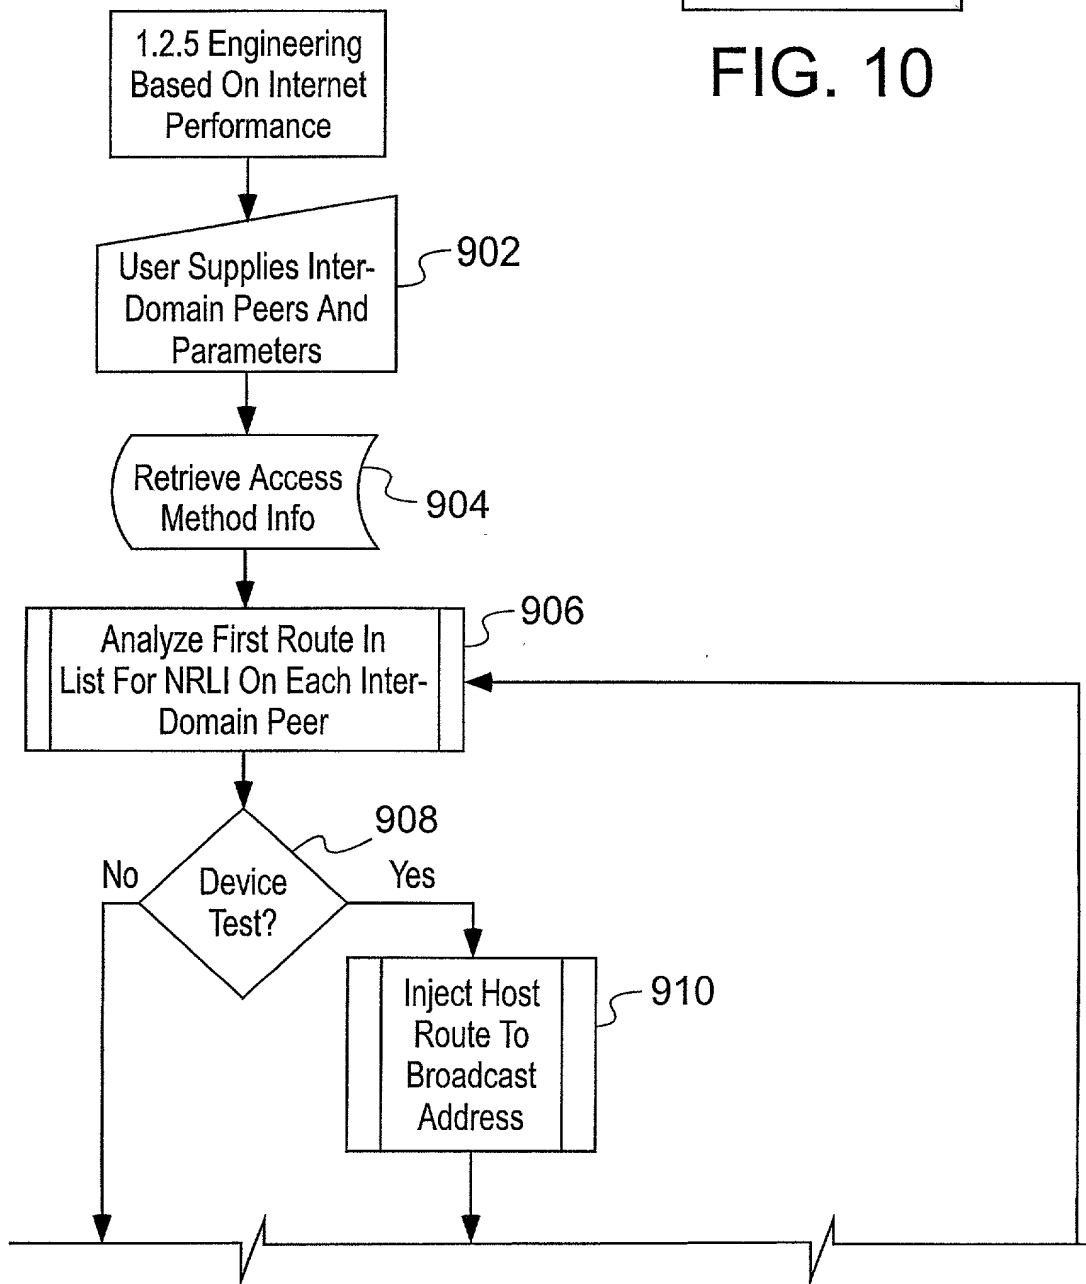 1.2.5 Engineering
Based On Internet
Performance
FIG. 10
User Supplies Inter-
Domain Peers And
Parameters
902
Retrieve Access
Method Info
904
Analyze First Route In
List For NRLI On Each Inter-
Domain Peer
906
908
No
Device
Test?
Yes
Inject Host
Route To
Broadcast
Address
910